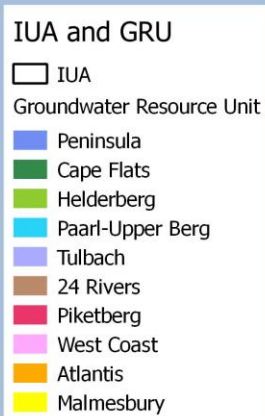 IUA and GRU
IUA
Groundwater Resource Unit
Peninsula
Cape Flats
Helderberg
Paarl-Upper Berg
Tulbach
24 Rivers
Piketberg
West Coast
Atlantis
Malmesbury